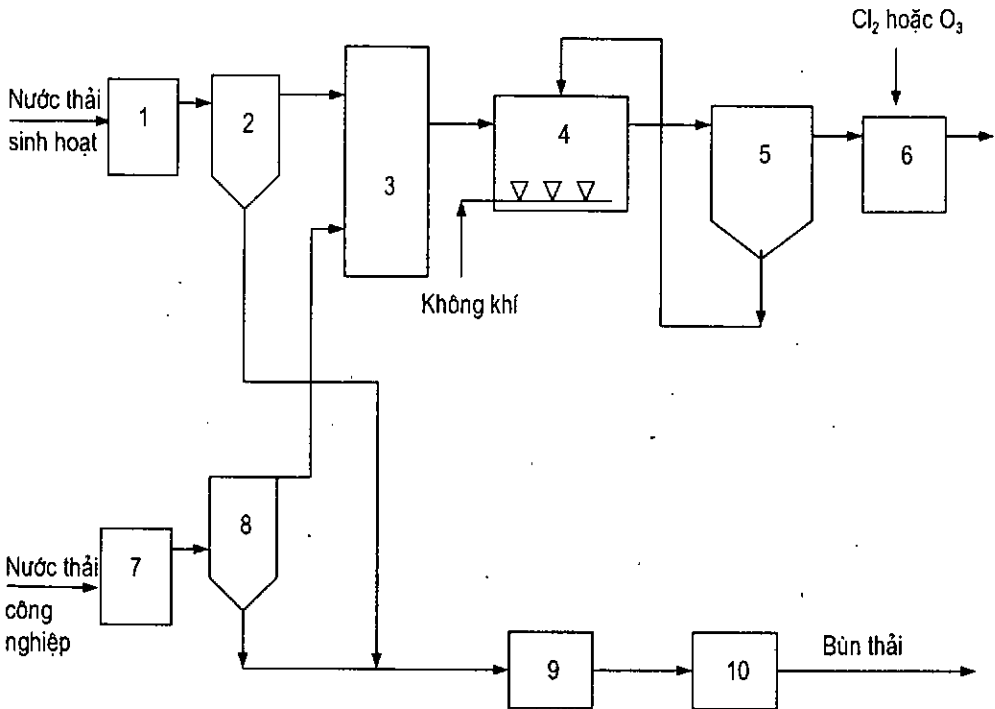 Cl₂ hoặc O₃
Nước thải
sinh hoạt
1
2
3
4
5
6
Không khí
Nước thải
công
nghiệp
7
8
9
10
Bùn thải